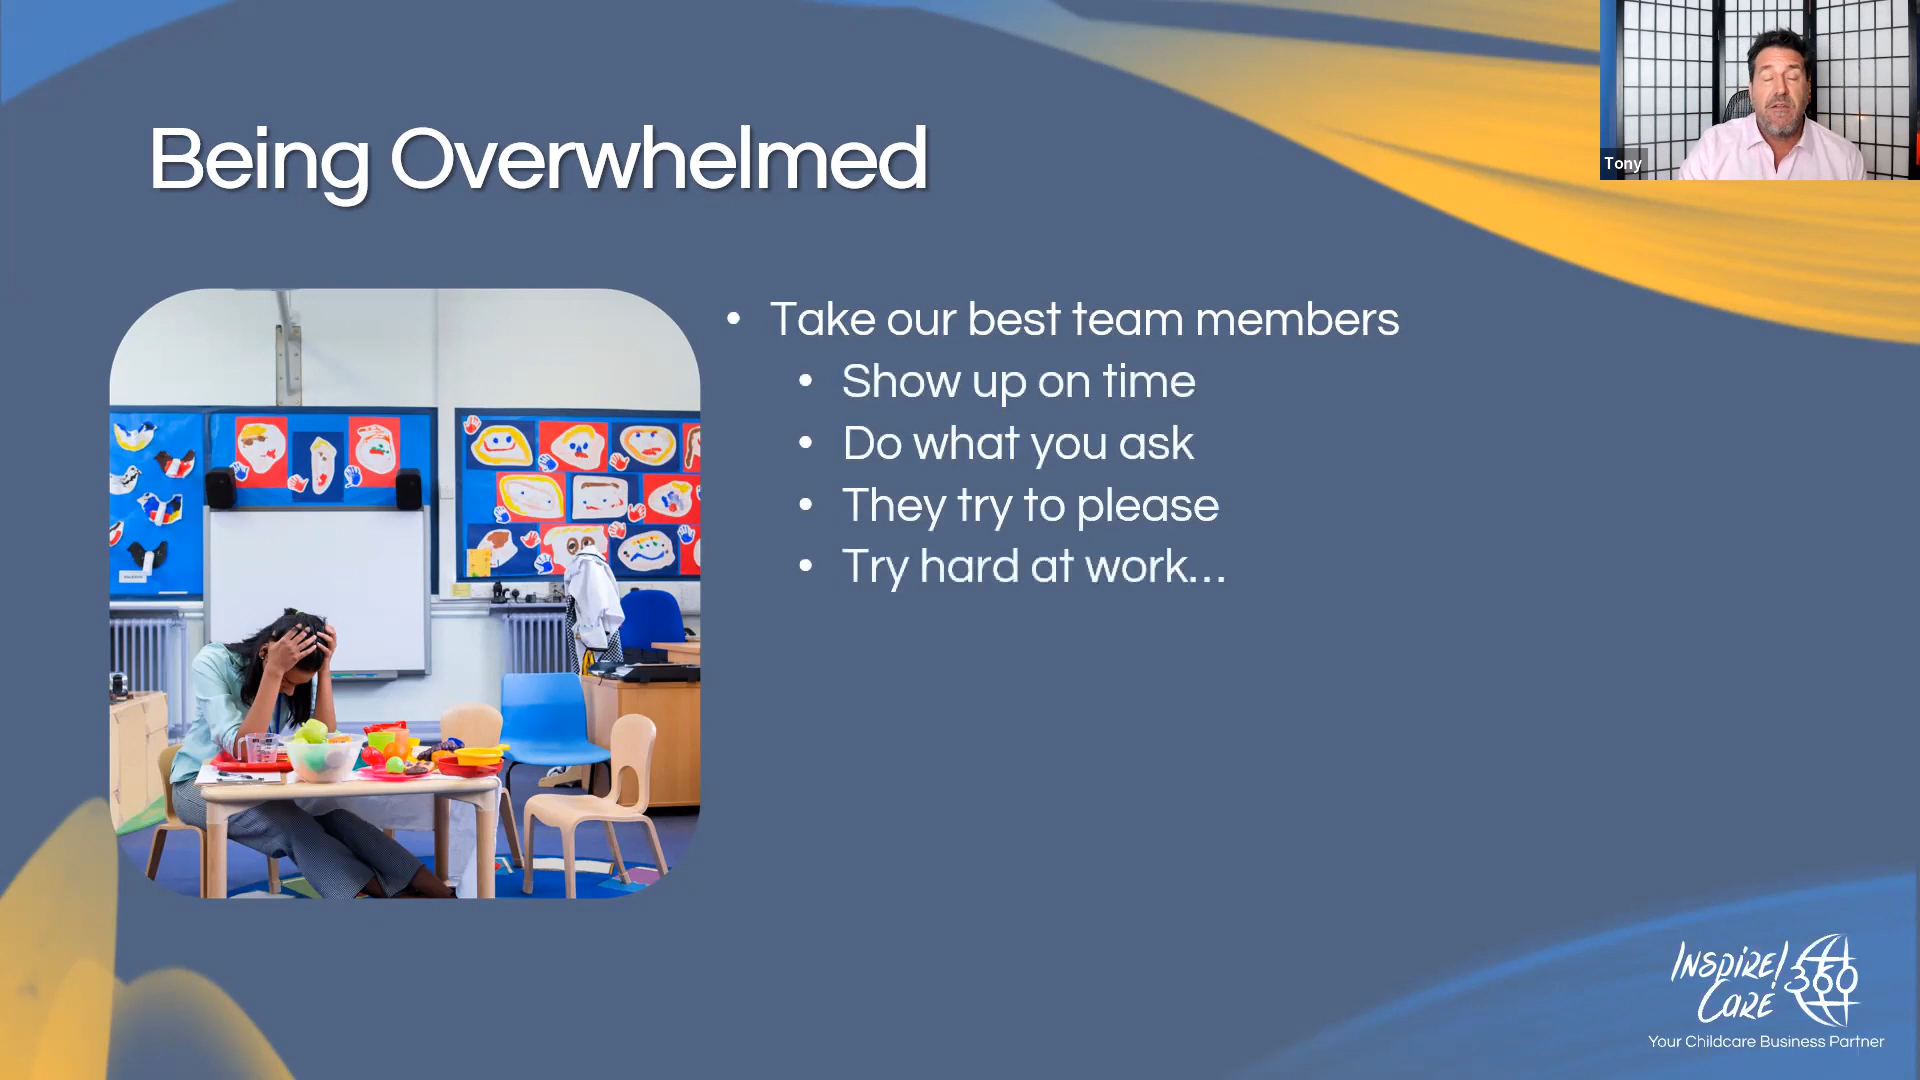 Being Overwhelmed
Tony
• Take our best team members
• Show up on time
• Do what you ask
• They try to please
• Try hard at work...
INSPIRE!
CARE
360
Your Childcare Business Partner